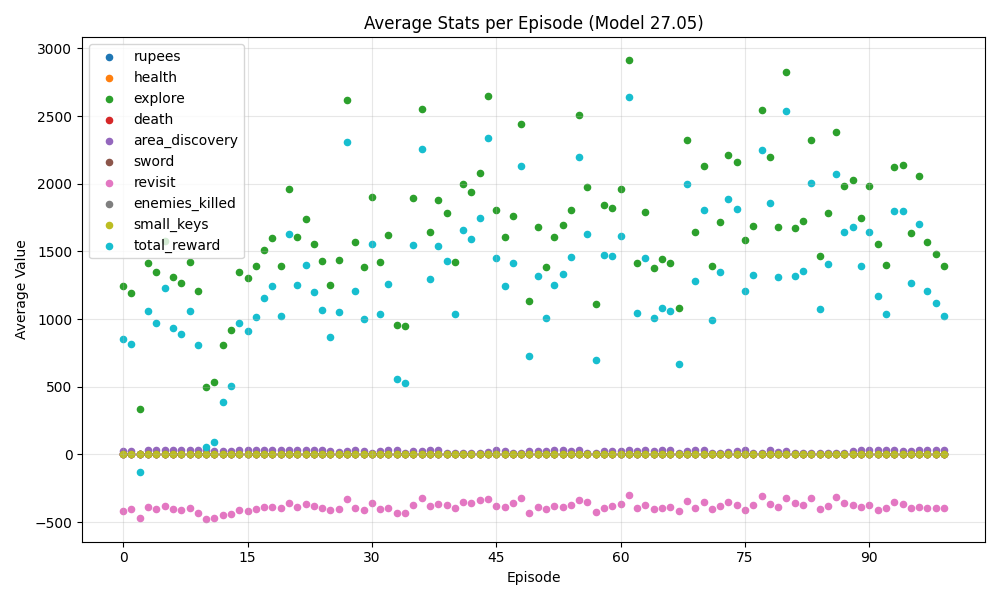 Average Stats per Episode (Model 27.05)
Average Value
3000
2500
2000
1500
1000
500
0
−500
rupees
health
explore
death
area_discovery
sword
revisit
enemies_killed
small_keys
total_reward
0 15 30 45 60 75 90
Episode